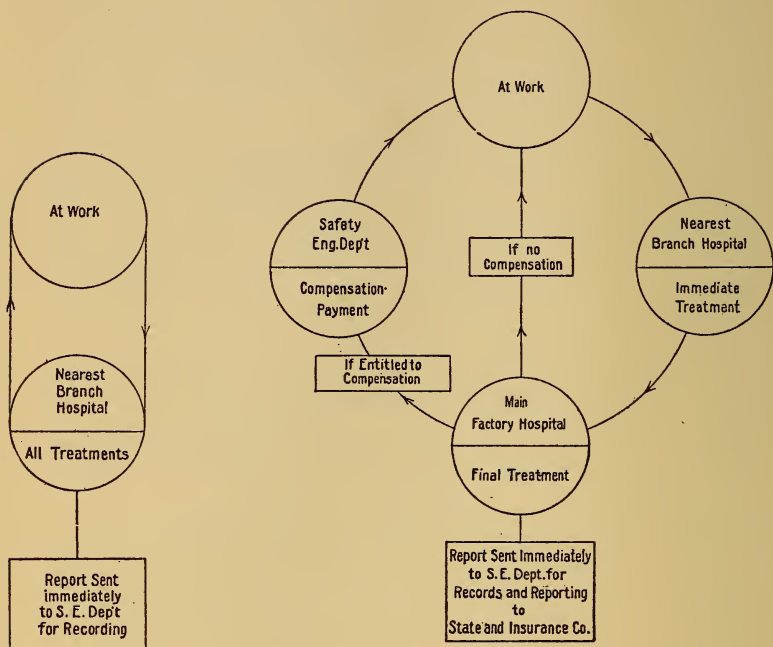 At Work
Nearest
Branch
Hospital
All Treatments
Report Sent
immediately
to S. E. Dep't
for Recording
At Work
Safety
Eng. Dep't
Compensation-
Payment
If no
Compensation
Nearest
Branch Hospital
Immediate
Treatment
If Entitled to
Compensation
Main
Factory Hospital
Final Treatment
Report Sent Immediately
to S.E. Dept. for
Records and Reporting
to
State and Insurance Co.